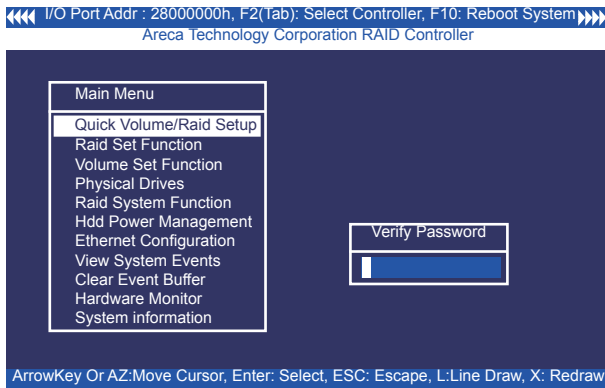 I/O Port Addr : 28000000h, F2(Tab): Select Controller, F10: Reboot System
Areca Technology Corporation RAID Controller
Main Menu
Quick Volume/Raid Setup
Raid Set Function
Volume Set Function
Physical Drives
Raid System Function
Hdd Power Management
Ethernet Configuration
View System Events
Clear Event Buffer
Hardware Monitor
System information
Verify Password
ArrowKey Or AZ:Move Cursor, Enter: Select, ESC: Escape, L:Line Draw, X: Redraw